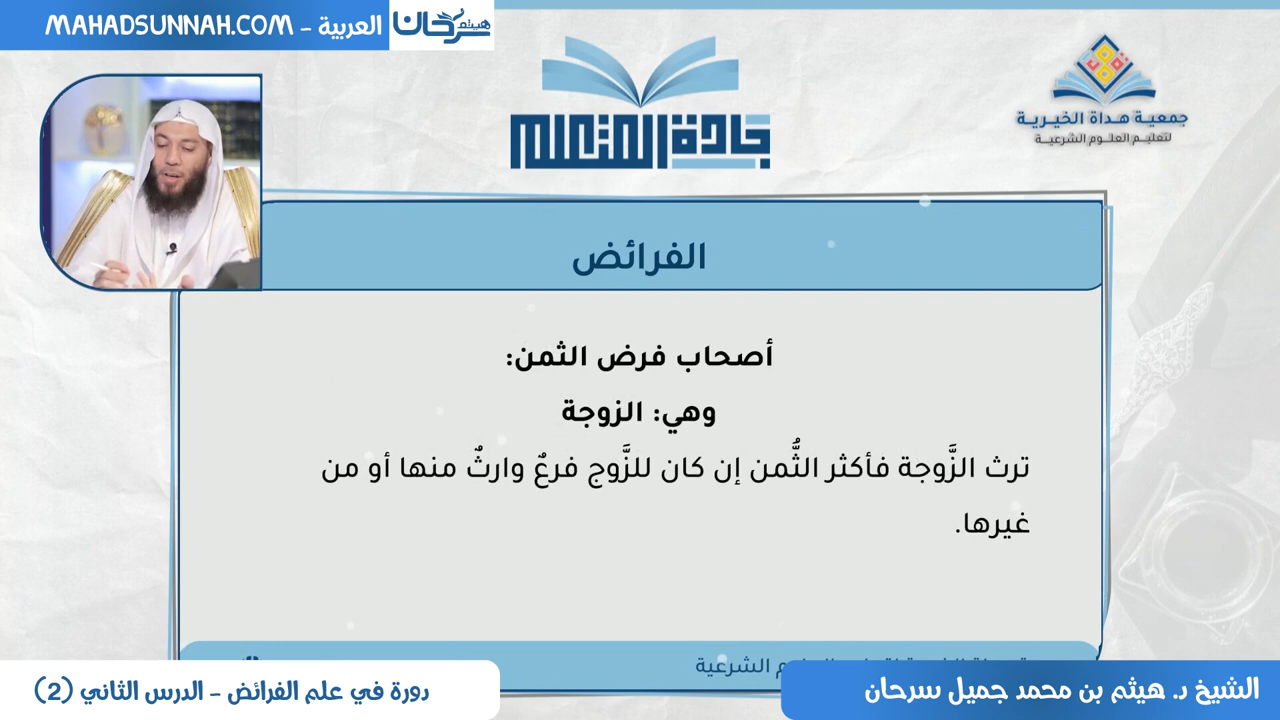 العربية - MAHADSUNNAH.COM
هيثم سرحان
جادة المتعلم
جمعية هداة الخيرية
لتعليم العلوم الشرعية
الفرائض
أصحاب فرض الثمن:
وهي: الزوجة
ترث الزَّوجة فأكثر الثُّمن إن كان للزَّوج فرعٌ وارثٌ منها أو من
غيرها.
الشرعية
الشيخ د. هيثم بن محمد جميل سرحان
دورة في علم الفرائض - الدرس الثاني (2)